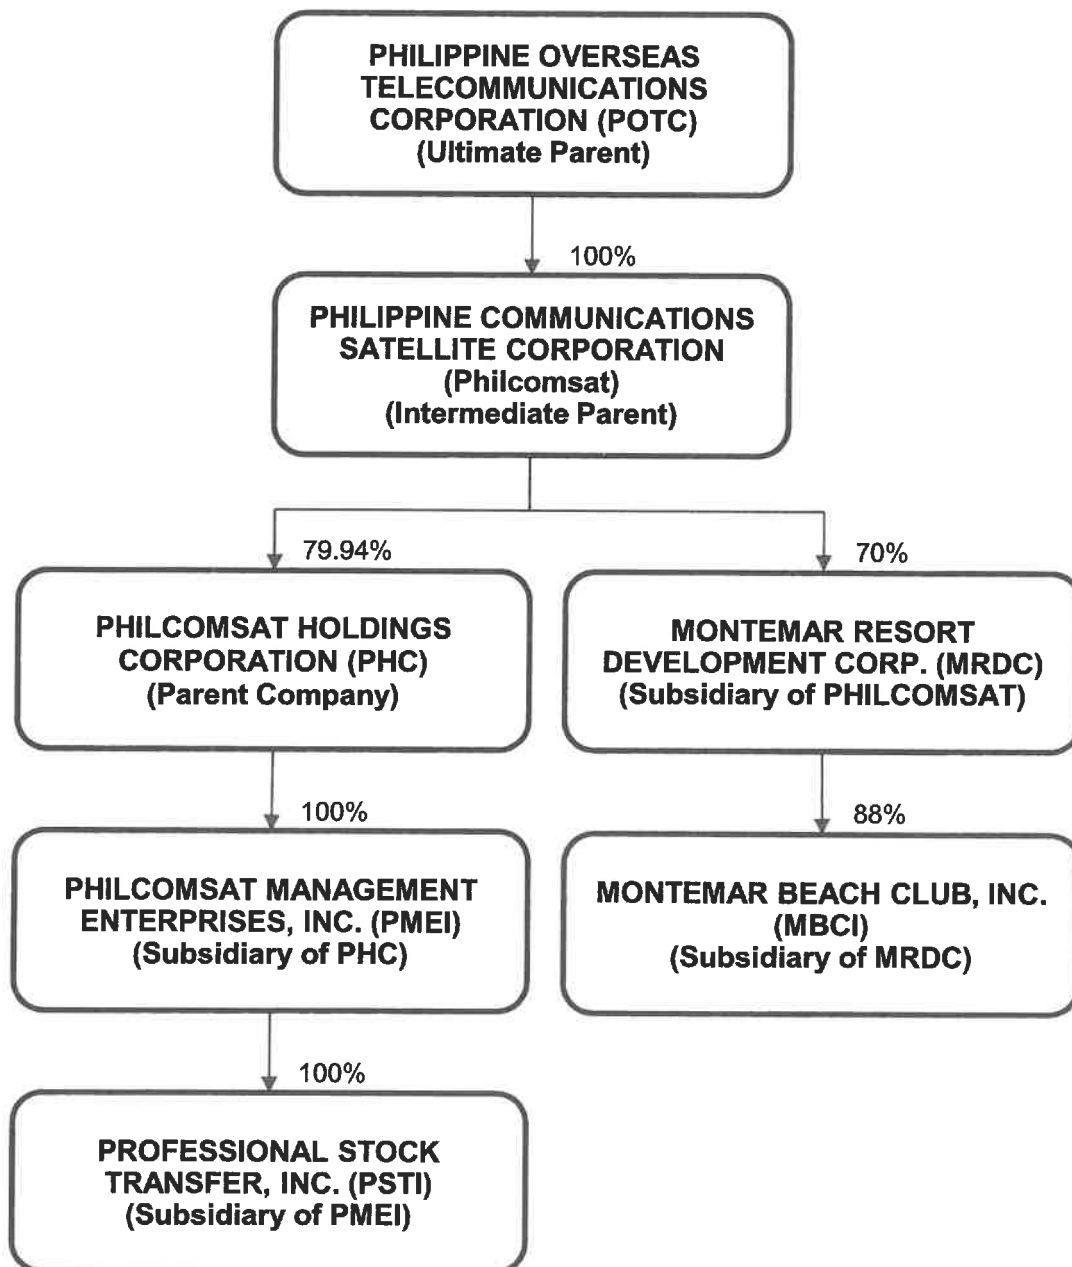 PHILIPPINE OVERSEAS
TELECOMMUNICATIONS
CORPORATION (POTC)
(Ultimate Parent)
100%
PHILIPPINE COMMUNICATIONS
SATELLITE CORPORATION
(Philcomsat)
(Intermediate Parent)
79.94%
PHILCOMSAT HOLDINGS
CORPORATION (PHC)
(Parent Company)
70%
MONTEMAR RESORT
DEVELOPMENT CORP. (MRDC)
(Subsidiary of PHILCOMSAT)
100%
PHILCOMSAT MANAGEMENT
ENTERPRISES, INC. (PMEI)
(Subsidiary of PHC)
88%
MONTEMAR BEACH CLUB, INC.
(MBCI)
(Subsidiary of MRDC)
100%
PROFESSIONAL STOCK
TRANSFER, INC. (PSTI)
(Subsidiary of PMEI)